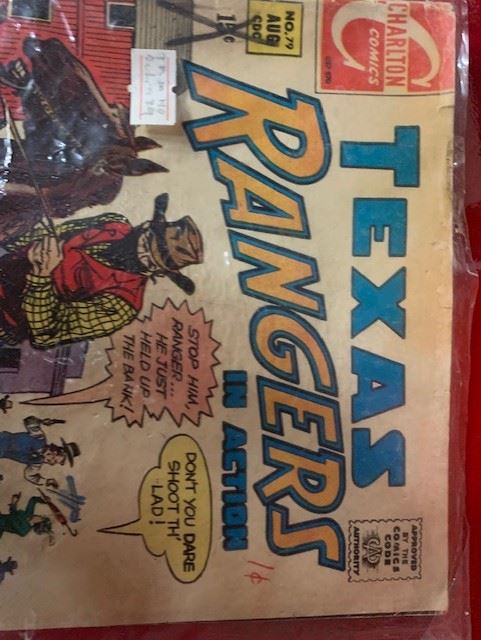 CHARLTON
COMICS
NO. 79
AUG
TEXAS
RANGERS
IN ACTION
APPROVED
BY THE
COMICS
CODE
AUTHORITY
STOP HIM,
RANGER...
HE JUST
HELD UP
THE BANK!
DON'T YOU DARE
SHOOT TH'
LAD!
1¢